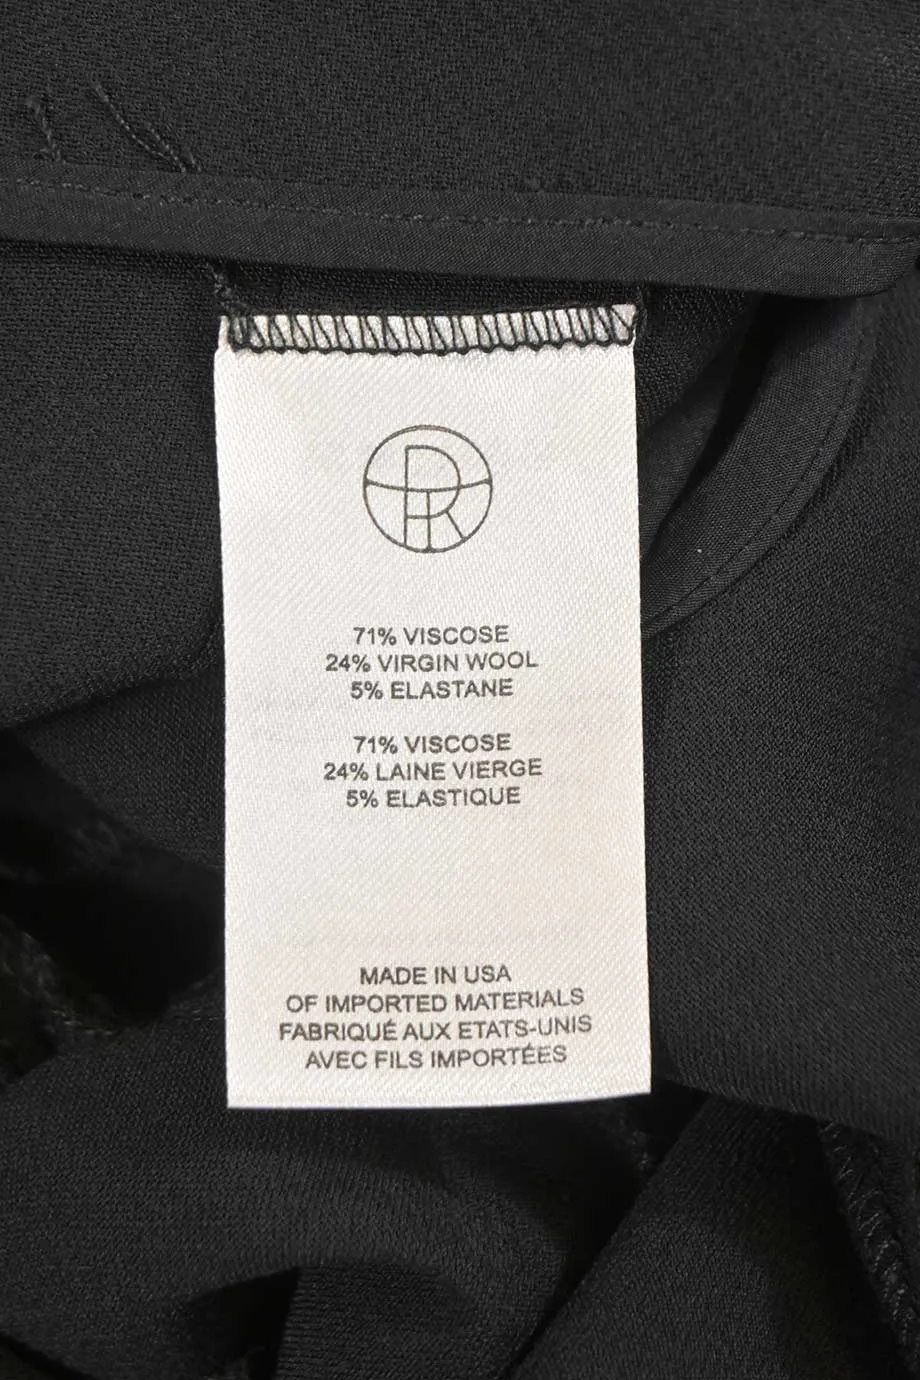 71% VISCOSE
24% VIRGIN WOOL
5% ELASTANE
71% VISCOSE
24% LAINE VIERGE
5% ELASTIQUE
MADE IN USA
OF IMPORTED MATERIALS
FABRIQUÉ AUX ETATS-UNIS
AVEC FILS IMPORTÉES